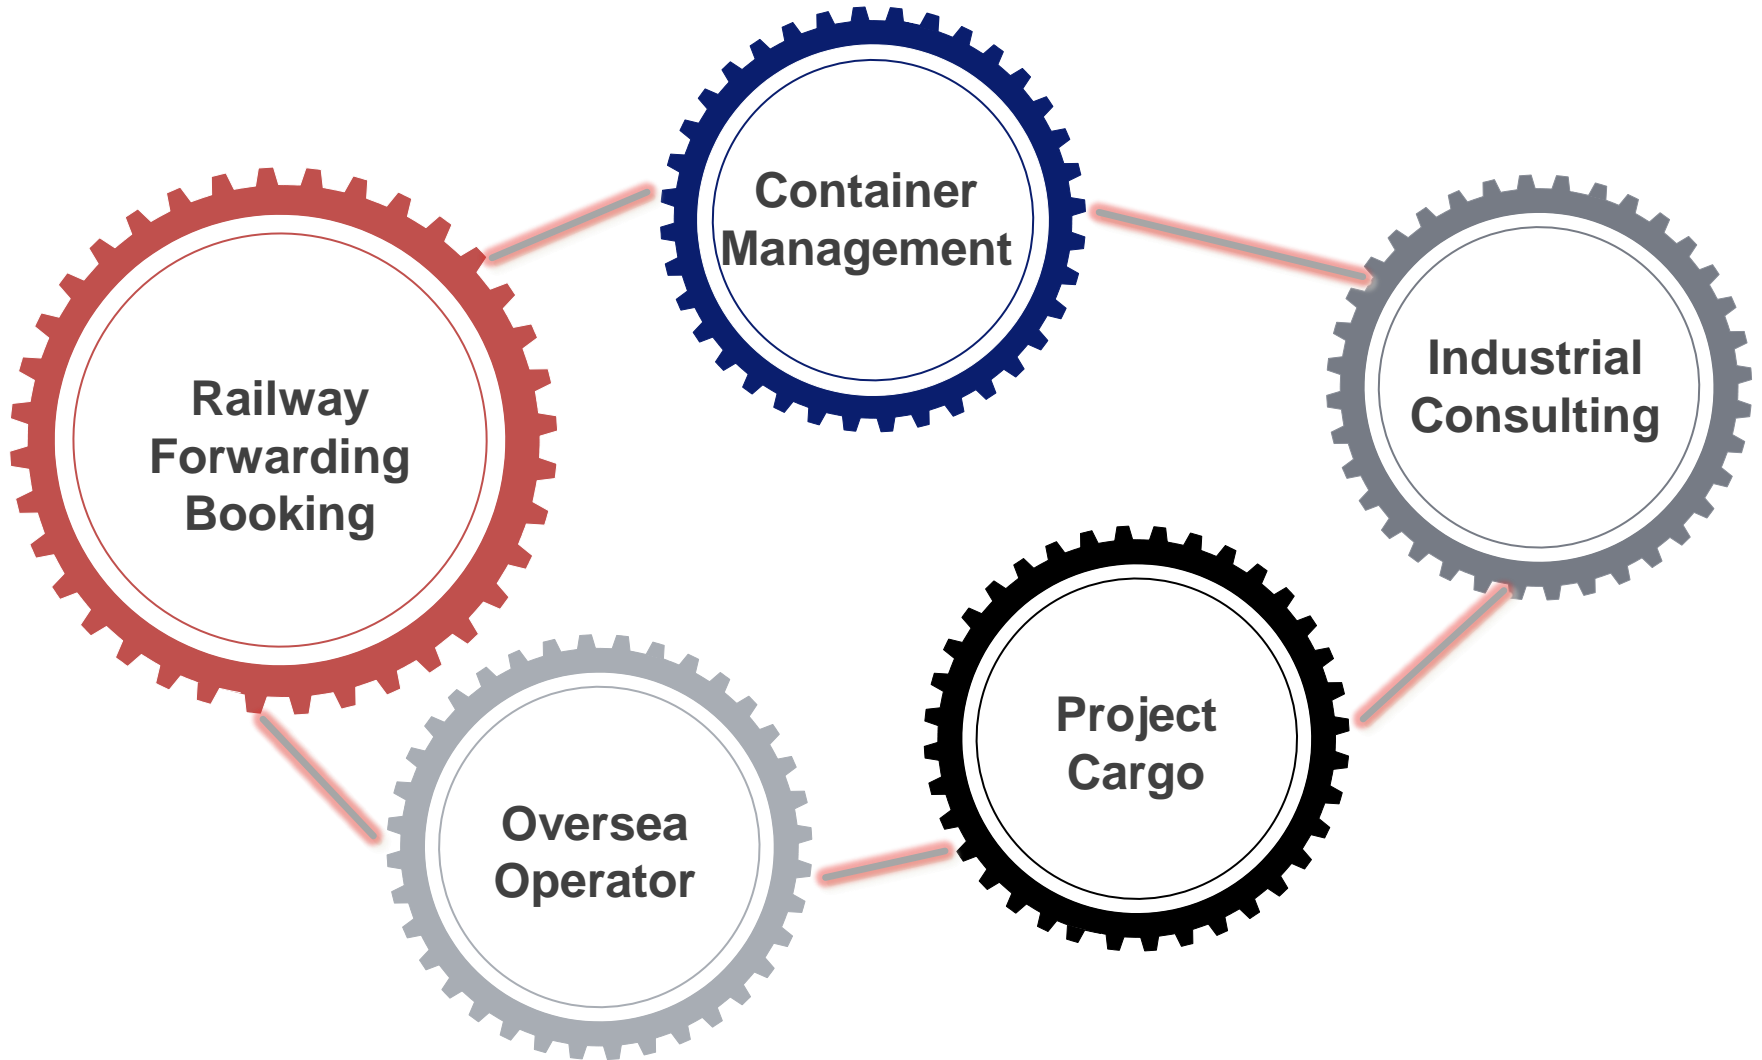 Container
Management
Industrial
Consulting
Railway
Forwarding
Booking
Project
Cargo
Oversea
Operator